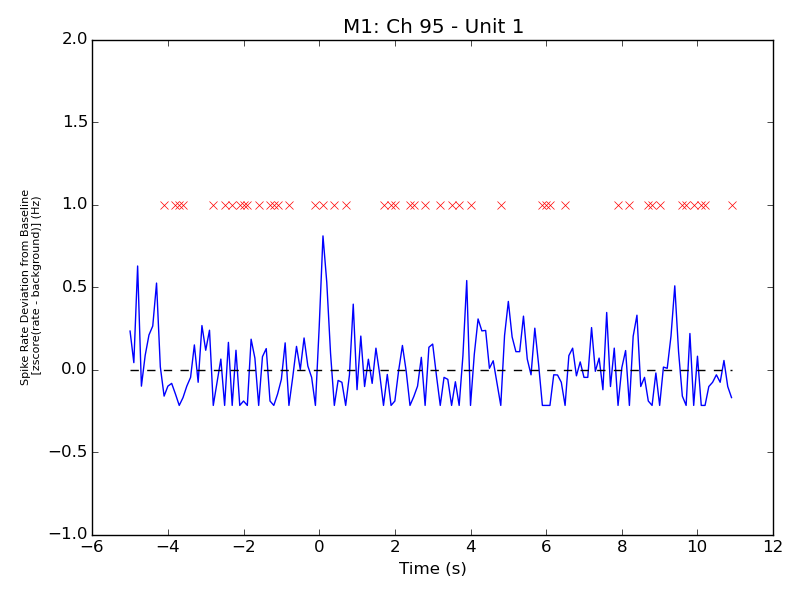 M1: Ch 95 - Unit 1
2.0
1.5
1.0
0.5
0.0
−0.5
−1.0
Spike Rate Deviation from Baseline
[zscore(rate - background)] (Hz)
−6 −4 −2 0 2 4 6 8 10 12
Time (s)